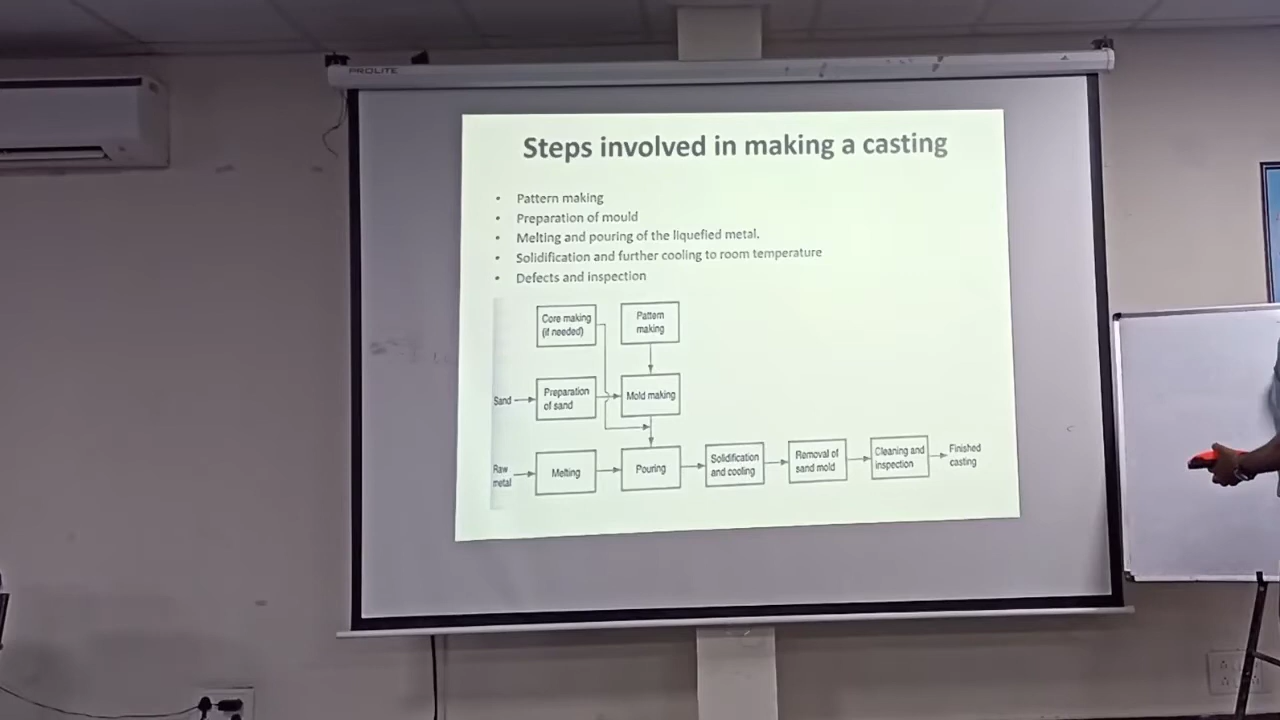 PROLITE
Steps involved in making a casting
• Pattern making
• Preparation of mould
• Melting and pouring of the liquefied metal.
• Solidification and further cooling to room temperature
• Defects and inspection
Core making
(if needed)
Pattern
making
Sand
Preparation
of sand
Mold making
Raw
metal
Melting
Pouring
Solidification
and cooling
Removal of
sand mold
Cleaning and
inspection
Finished
casting